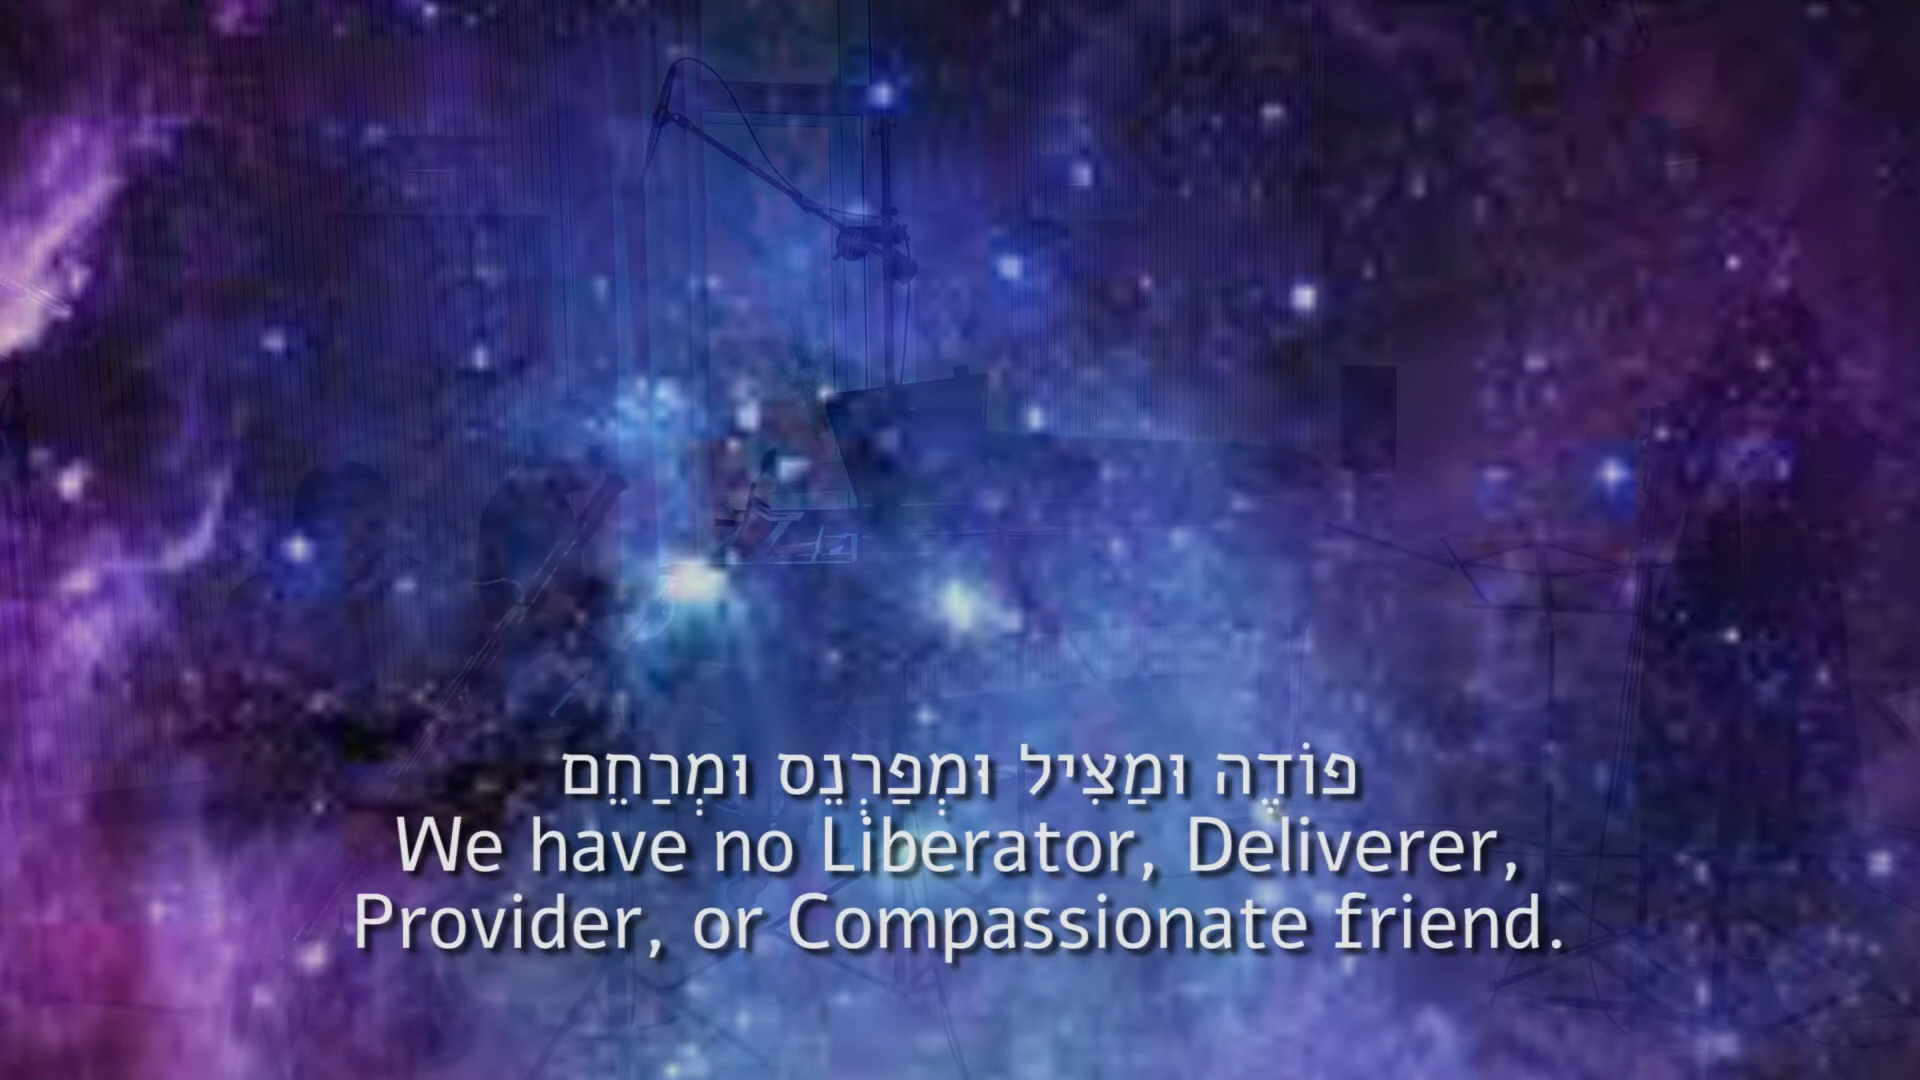 פּוֹדֶה וּמַצִּיל וּמְפַרְנֵס וּמְרַחֵם
We have no Liberator, Deliverer,
Provider, or Compassionate friend.